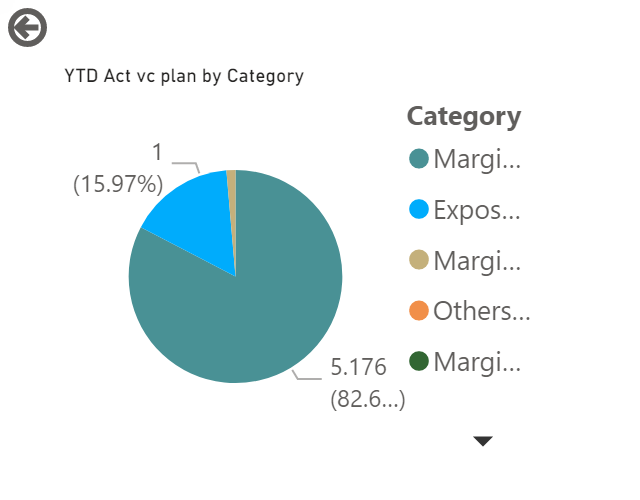 YTD Act vc plan by Category
Category
Margi...
Expos...
Margi...
Others...
Margi...
1
(15.97%)
5.176
(82.6...)